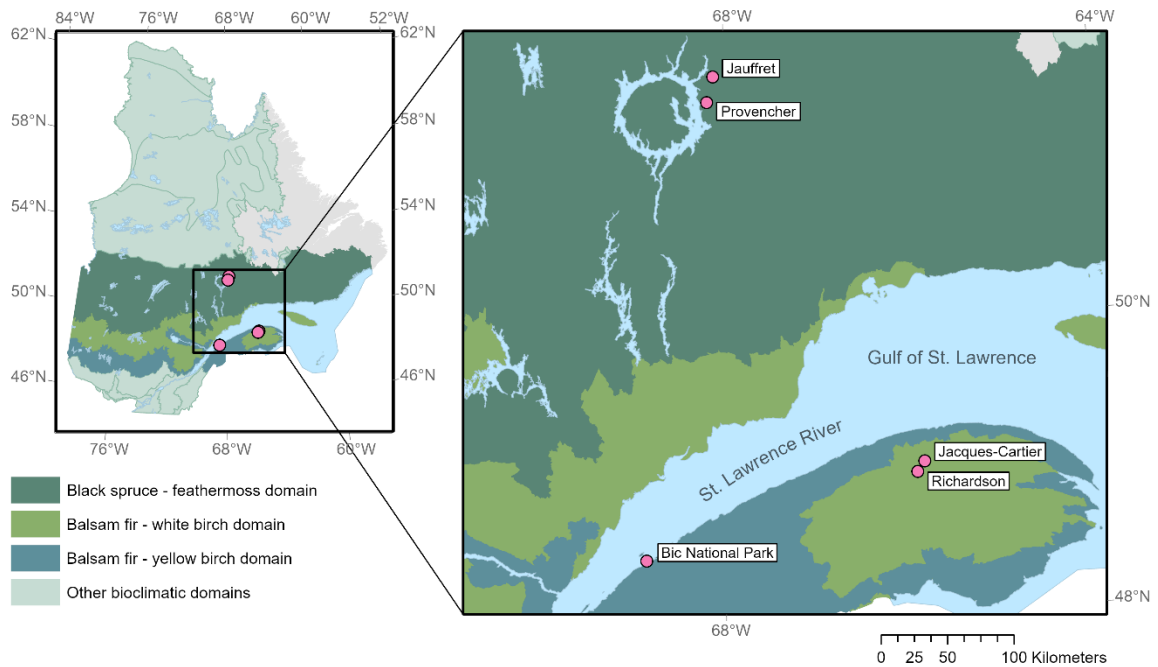 84°W 76°W 68°W 60°W 52°W
62°N 62°N
58°N 58°N
54°N 54°N
50°N 50°N
46°N 46°N
76°W 68°W 60°W
Black spruce - feathermoss domain
Balsam fir - white birch domain
Balsam fir - yellow birch domain
Other bioclimatic domains
68°W 64°W
Jauffret
Provencher
50°N
Gulf of St. Lawrence
St. Lawrence River
Jacques-Cartier
Richardson
Bic National Park
48°N
68°W
0 25 50 100 Kilometers